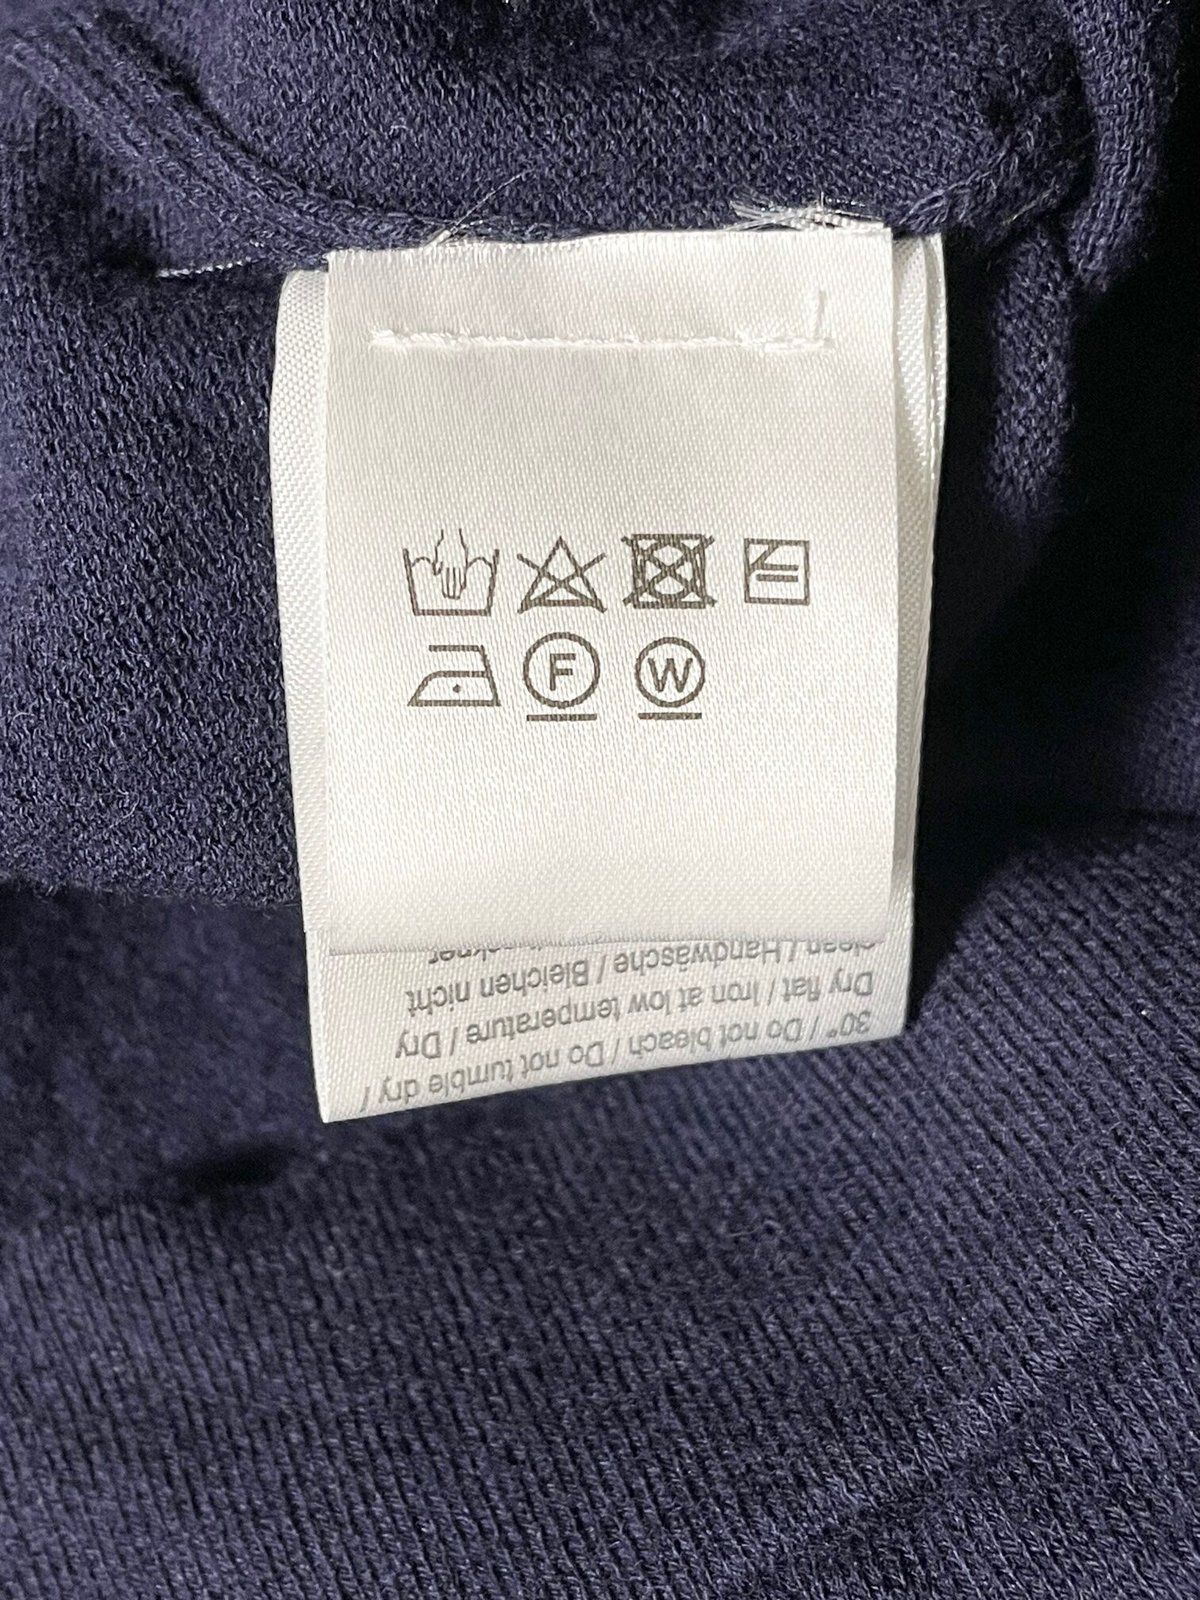 F W
30° / Do not bleach / Do not tumble dry /
Dry flat / Iron at low temperature / Dry
clean / Handwäsche / Bleichen nicht